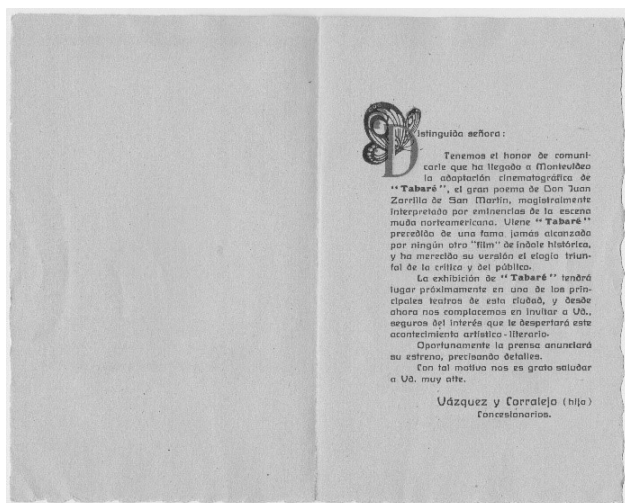 Distinguida señora:
Tenemos el honor de comuni-
carle que ha llegado a Montevideo
la adaptación cinematográfica de
“Tabaré”, el gran poema de Don Juan
Zorrilla de San Martín, magistralmente
interpretado por eminencias de la escena
muda norteamericana. Viene “Tabaré”
precedido de una fama jamás alcanzada
por ningún otro “film” de índole histórica,
y ha merecido su versión el elogio triun-
fal de la crítica y del público.
La exhibición de “Tabaré” tendrá
lugar próximamente en uno de los prin-
cipales teatros de esta ciudad, y desde
ahora nos complacemos en invitar a Ud.,
seguros del interés que le despertará este
acontecimiento artístico-literario.
Oportunamente la prensa anunciará
su estreno, precisando detalles.
Con tal motivo nos es grato saludar
a Ud. muy atte.
Vázquez y Corralejo (hijo)
Concesionarios.